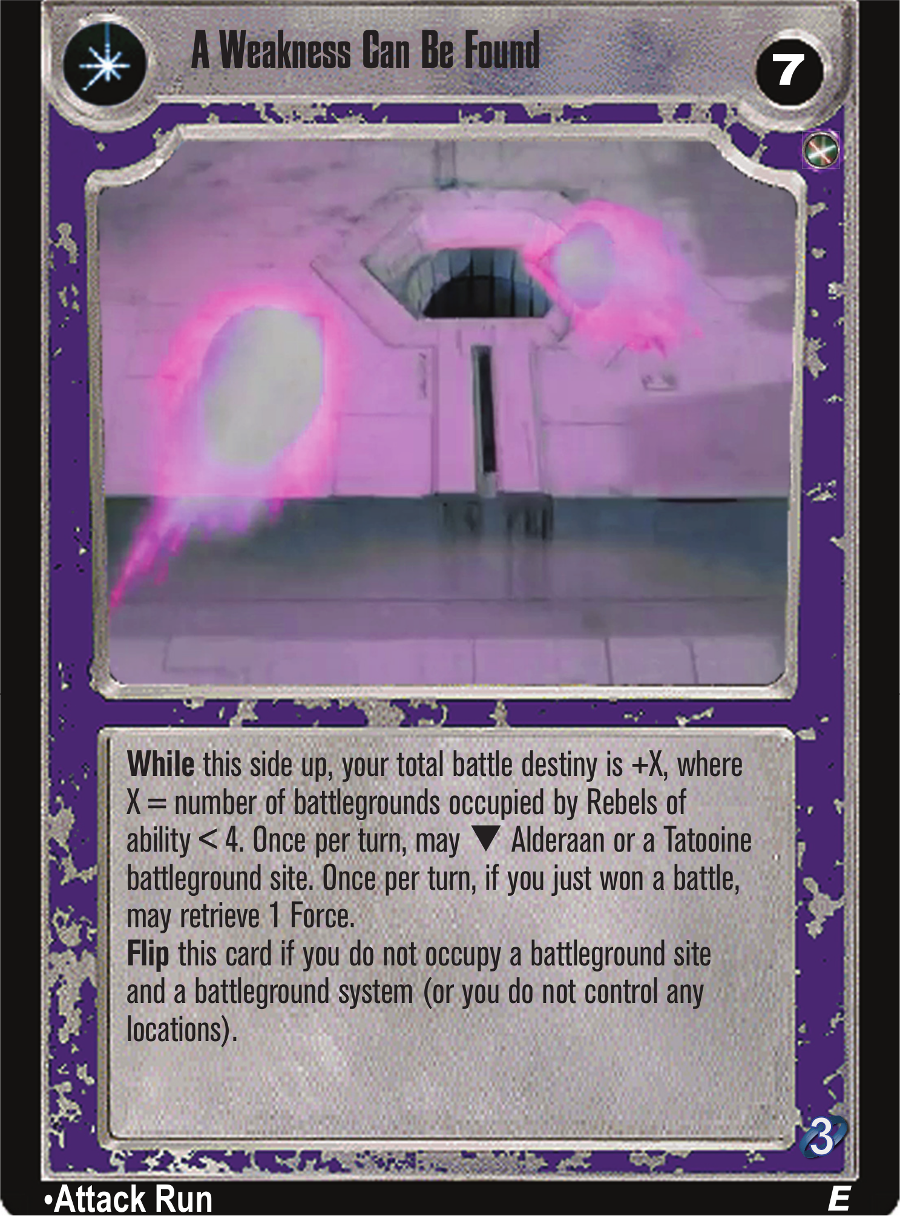 A Weakness Can Be Found
7
While this side up, your total battle destiny is +X, where
X = number of battlegrounds occupied by Rebels of
ability < 4. Once per turn, may ▼ Alderaan or a Tatooine
battleground site. Once per turn, if you just won a battle,
may retrieve 1 Force.
Flip this card if you do not occupy a battleground site
and a battleground system (or you do not control any
locations).
3
•Attack Run
E